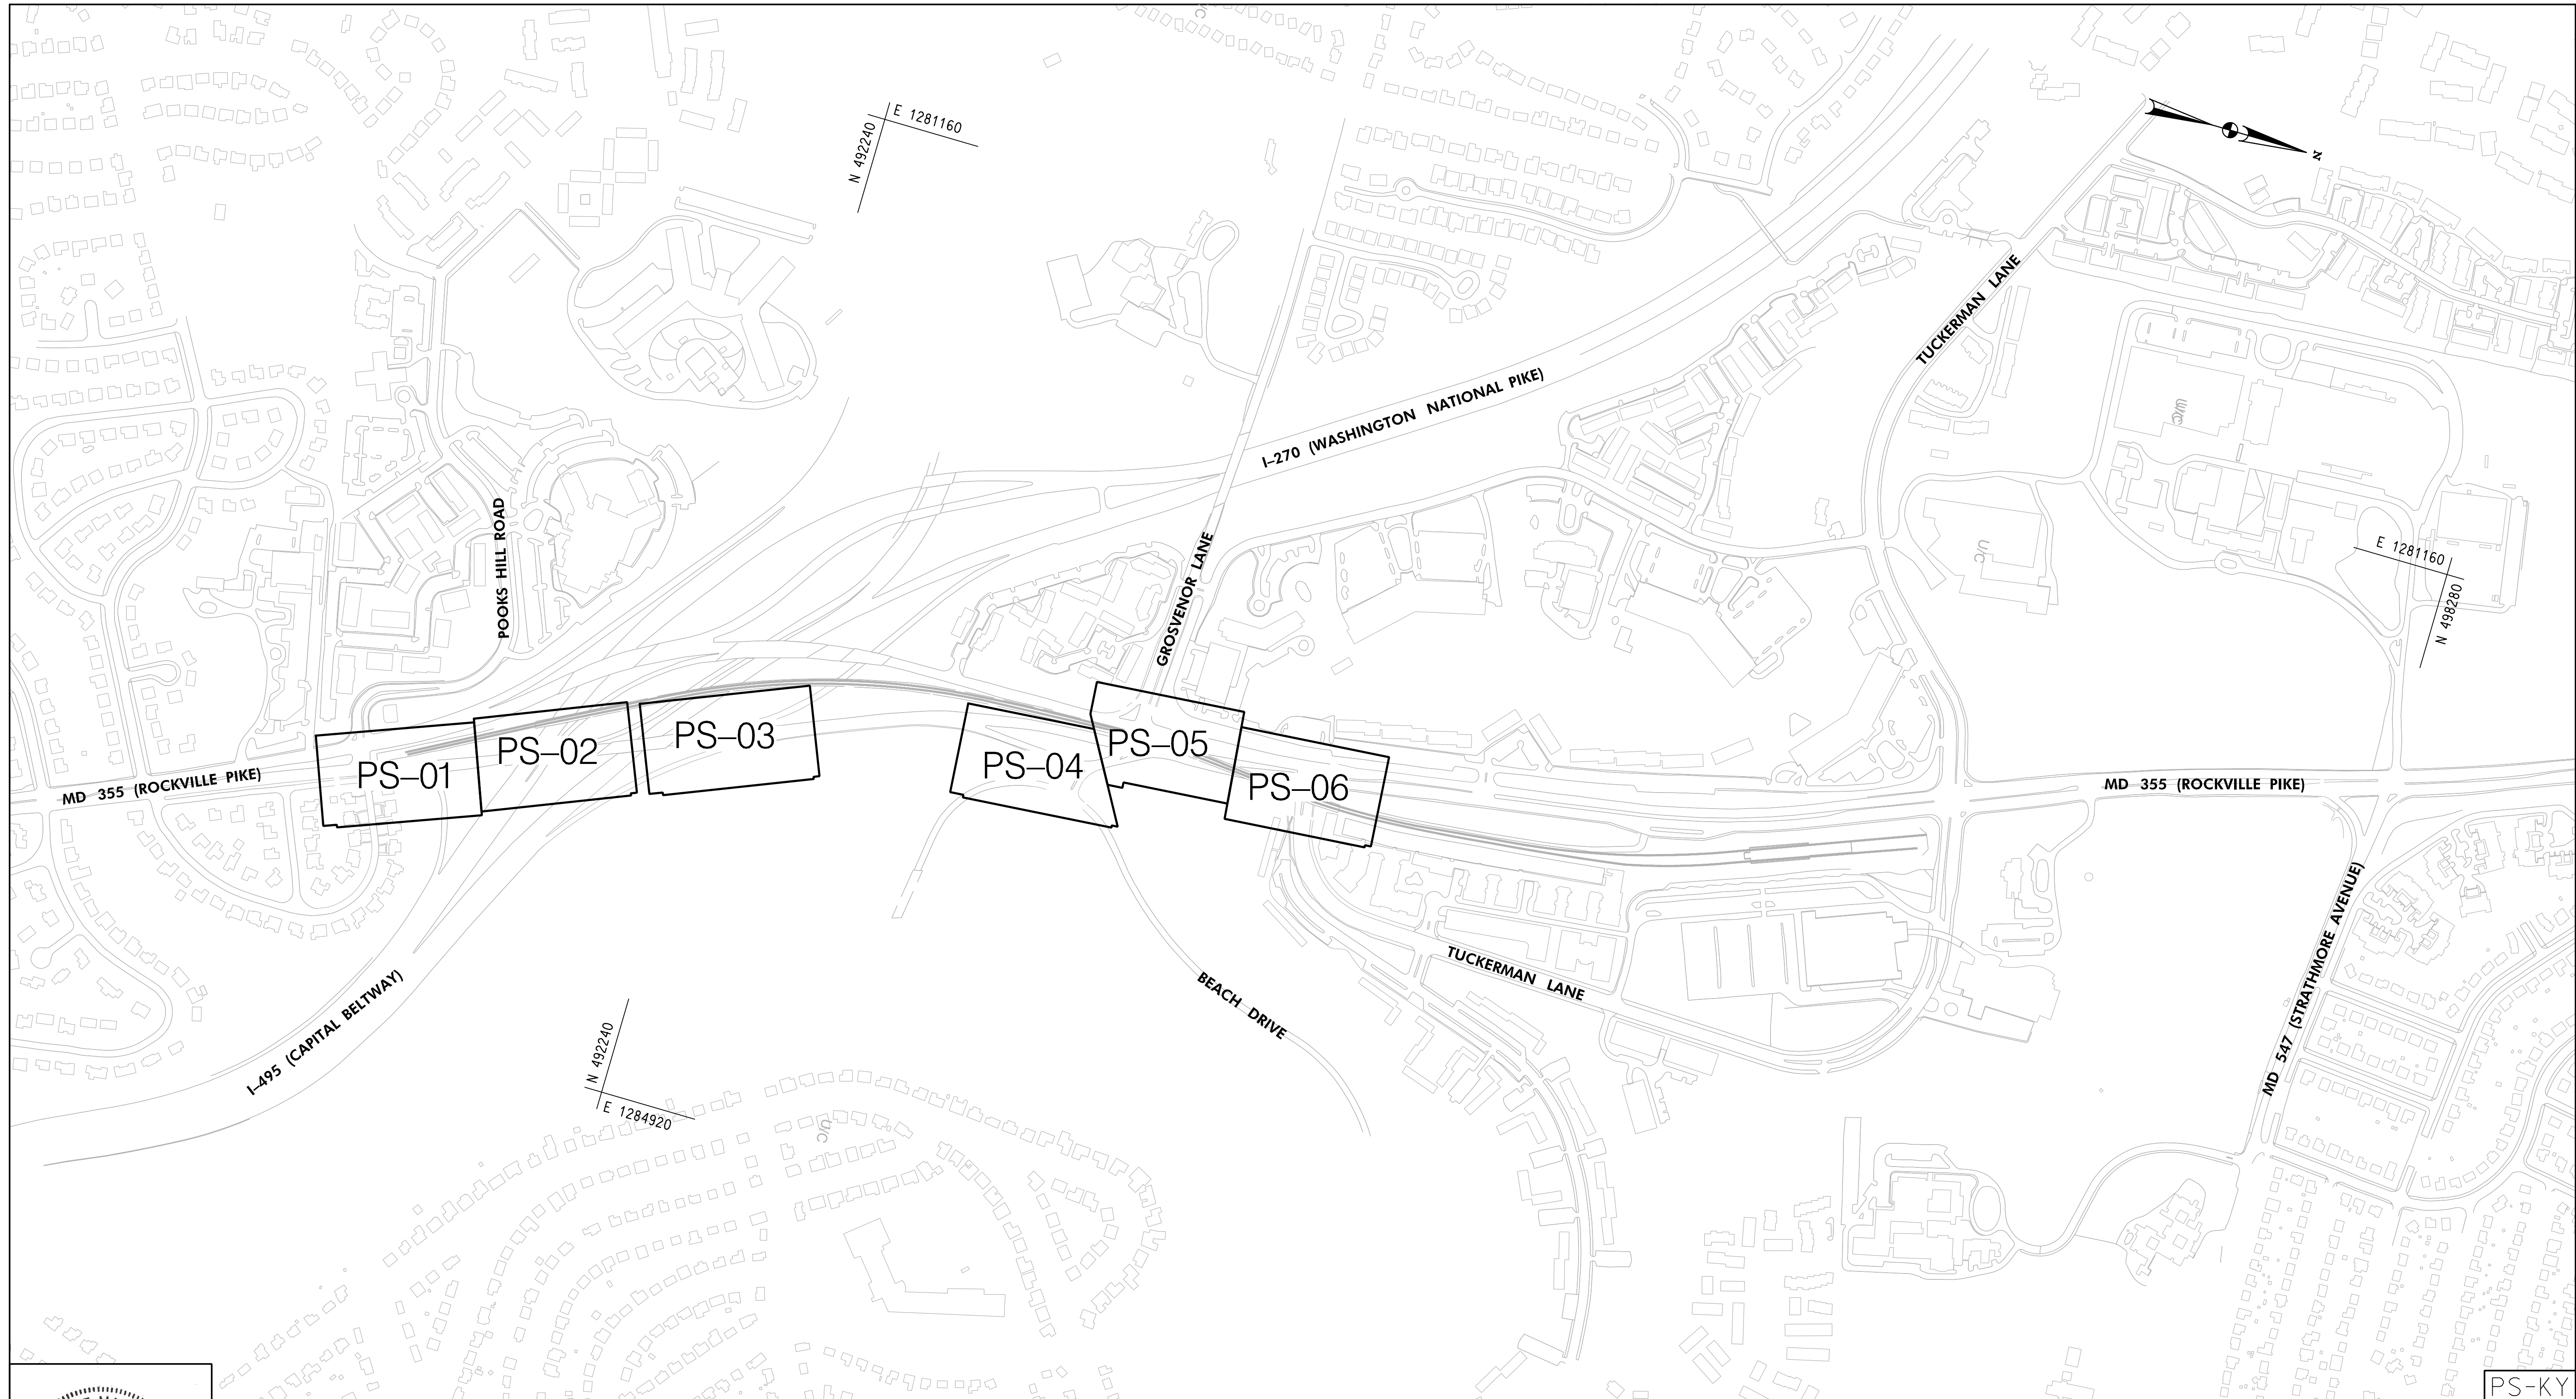 U/C
E 1281160
N 492240
N
TUCKERMAN LANE
I-270 (WASHINGTON NATIONAL PIKE)
U/C
POOKS HILL ROAD
GROSVENOR LANE
U/C
E 1281160
N 498280
PS-01
PS-02
PS-03
PS-04
PS-05
PS-06
MD 355 (ROCKVILLE PIKE)
MD 355 (ROCKVILLE PIKE)
I-495 (CAPITAL BELTWAY)
BEACH DRIVE
TUCKERMAN LANE
MD 547 (STRATHMORE AVENUE)
N 492240
E 1284920
U/C
PS-KY